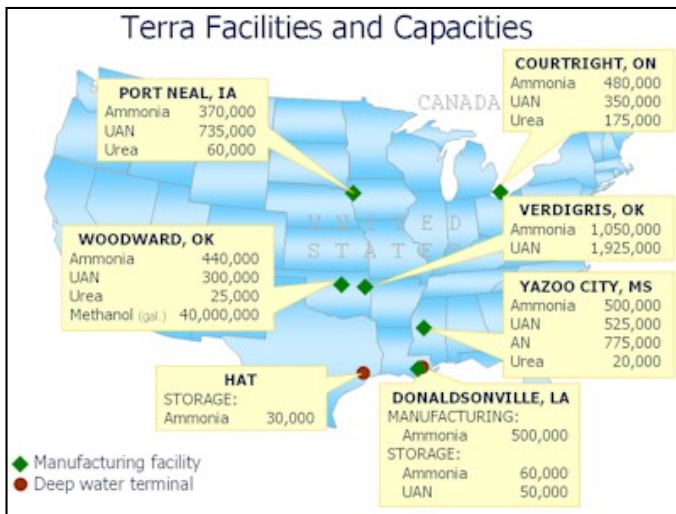 Terra Facilities and Capacities
COURTRIGHT, ON
Ammonia 480,000
UAN 350,000
Urea 175,000
PORT NEAL, IA
Ammonia 370,000
UAN 735,000
Urea 60,000
CANADA
UNITED
STATES
VERDIGRIS, OK
Ammonia 1,050,000
UAN 1,925,000
WOODWARD, OK
Ammonia 440,000
UAN 300,000
Urea 25,000
Methanol (gal.) 40,000,000
YAZOO CITY, MS
Ammonia 500,000
UAN 525,000
AN 775,000
Urea 20,000
HAT
STORAGE:
Ammonia 30,000
DONALDSONVILLE, LA
MANUFACTURING:
Ammonia 500,000
STORAGE:
Ammonia 60,000
UAN 50,000
Manufacturing facility
Deep water terminal